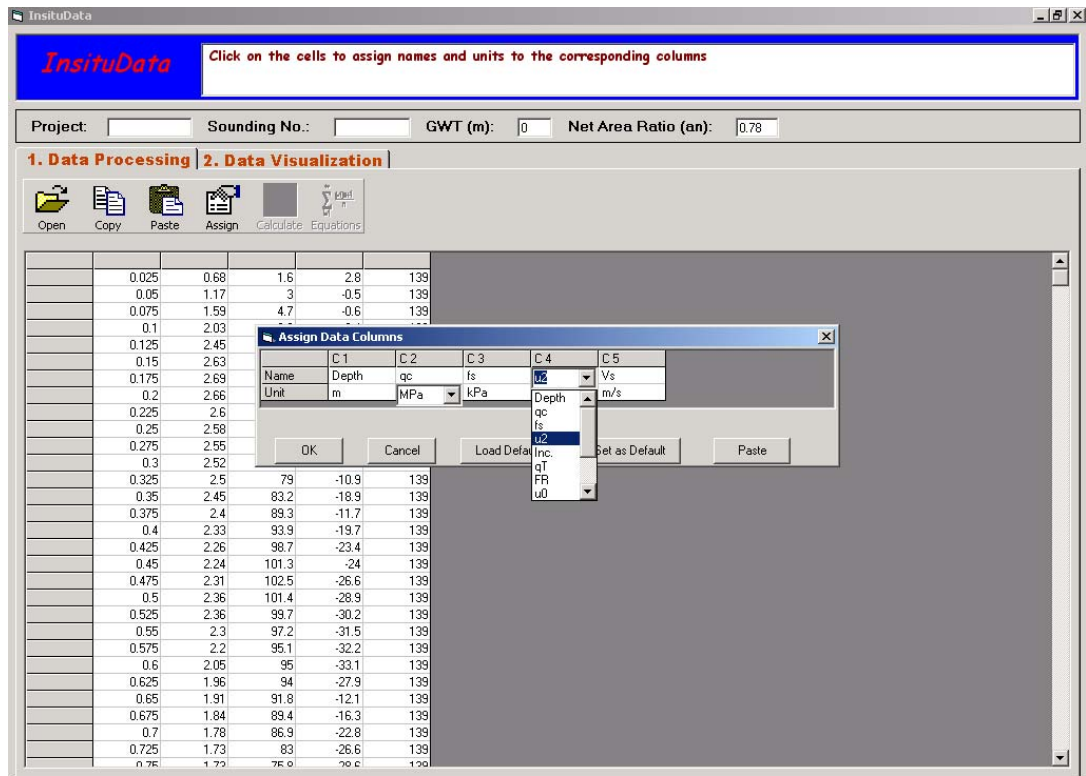 InsituData
InsituData
Click on the cells to assign names and units to the corresponding columns
Project: Sounding No.: GWT (m): 0 Net Area Ratio (an): 0.78
1. Data Processing 2. Data Visualization
Open Copy Paste Assign Calculate Equations
0.025 0.68 1.6 2.8 139
0.05 1.17 3 -0.5 139
0.075 1.59 4.7 -0.6 139
0.1 2.03
0.125 2.45
0.15 2.63
0.175 2.69
0.2 2.66
0.225 2.6
0.25 2.58
0.275 2.55
0.3 2.52
Assign Data Columns
C 1 C 2 C 3 C 4 C 5
Name Depth qc fs u2 Vs
Unit m MPa kPa m/s
Depth
qc
fs
u2
Inc.
qT
FR
u0
OK Cancel Load Defau Set as Default Paste
0.325 2.5 79 -10.9 139
0.35 2.45 83.2 -18.9 139
0.375 2.4 89.3 -11.7 139
0.4 2.33 93.9 -19.7 139
0.425 2.26 98.7 -23.4 139
0.45 2.24 101.3 -24 139
0.475 2.31 102.5 -26.6 139
0.5 2.36 101.4 -28.9 139
0.525 2.36 99.7 -30.2 139
0.55 2.3 97.2 -31.5 139
0.575 2.2 95.1 -32.2 139
0.6 2.05 95 -33.1 139
0.625 1.96 94 -27.9 139
0.65 1.91 91.8 -12.1 139
0.675 1.84 89.4 -16.3 139
0.7 1.78 86.9 -22.8 139
0.725 1.73 83 -26.6 139
0.75 1.72 75.9